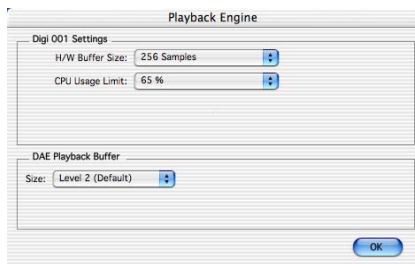 Playback Engine
Digi 001 Settings
H/W Buffer Size: 256 Samples
CPU Usage Limit: 65 %
DAE Playback Buffer
Size: Level 2 (Default)
OK